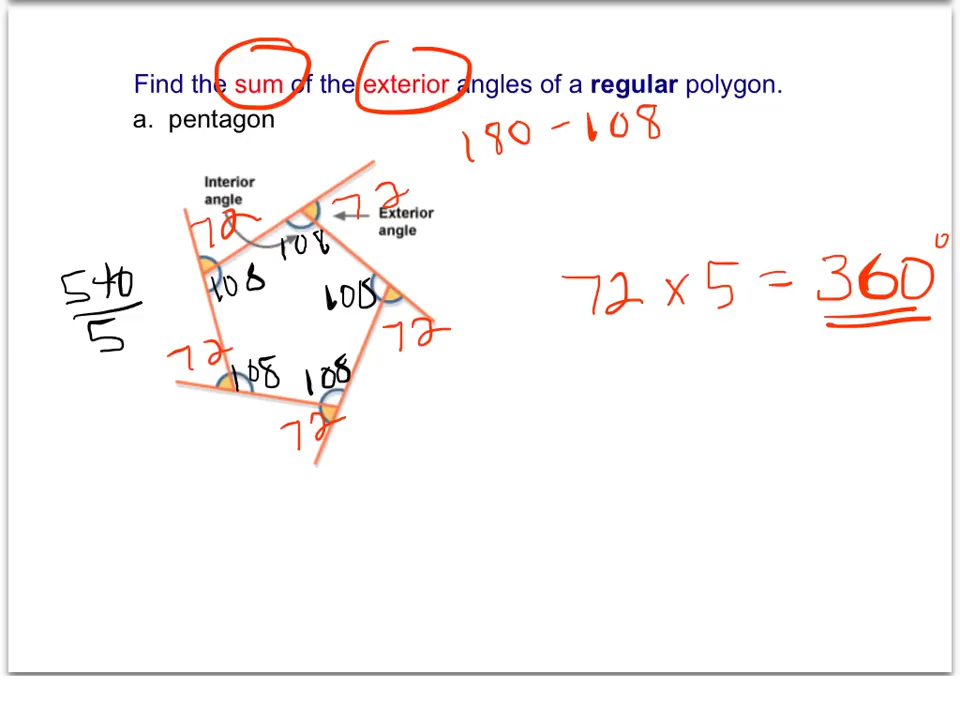 Find the sum of the exterior angles of a regular polygon.
a. pentagon
180 - 108
Interior
angle
72
72
Exterior
angle
108
108
108
540
5
72 x 5 = 360°
72
72
108
108
72